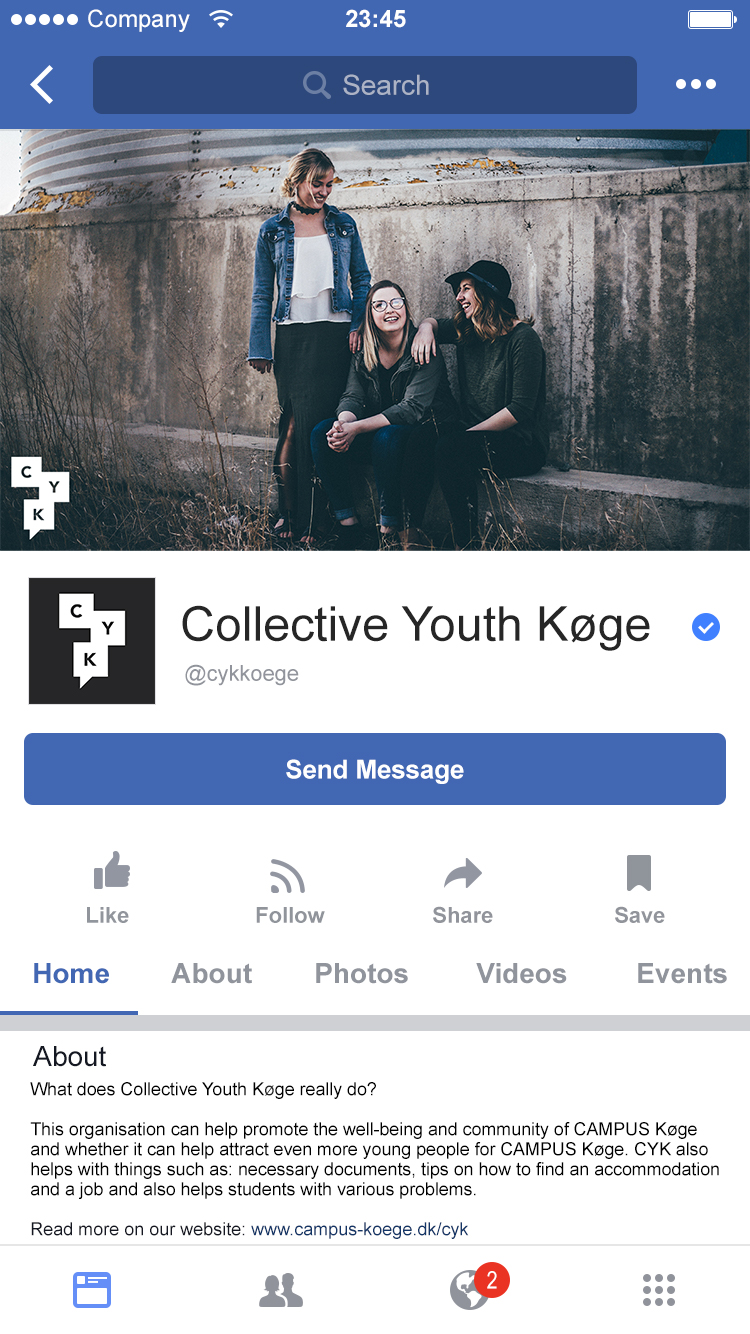 Company 23:45
Search
C
Y
K
C
Y
K
Collective Youth Køge
@cykkoege
Send Message
Like Follow Share Save
Home About Photos Videos Events
About
What does Collective Youth Køge really do?
This organisation can help promote the well-being and community of CAMPUS Køge
and whether it can help attract even more young people for CAMPUS Køge. CYK also
helps with things such as: necessary documents, tips on how to find an accommodation
and a job and also helps students with various problems.
Read more on our website: www.campus-koege.dk/cyk
2